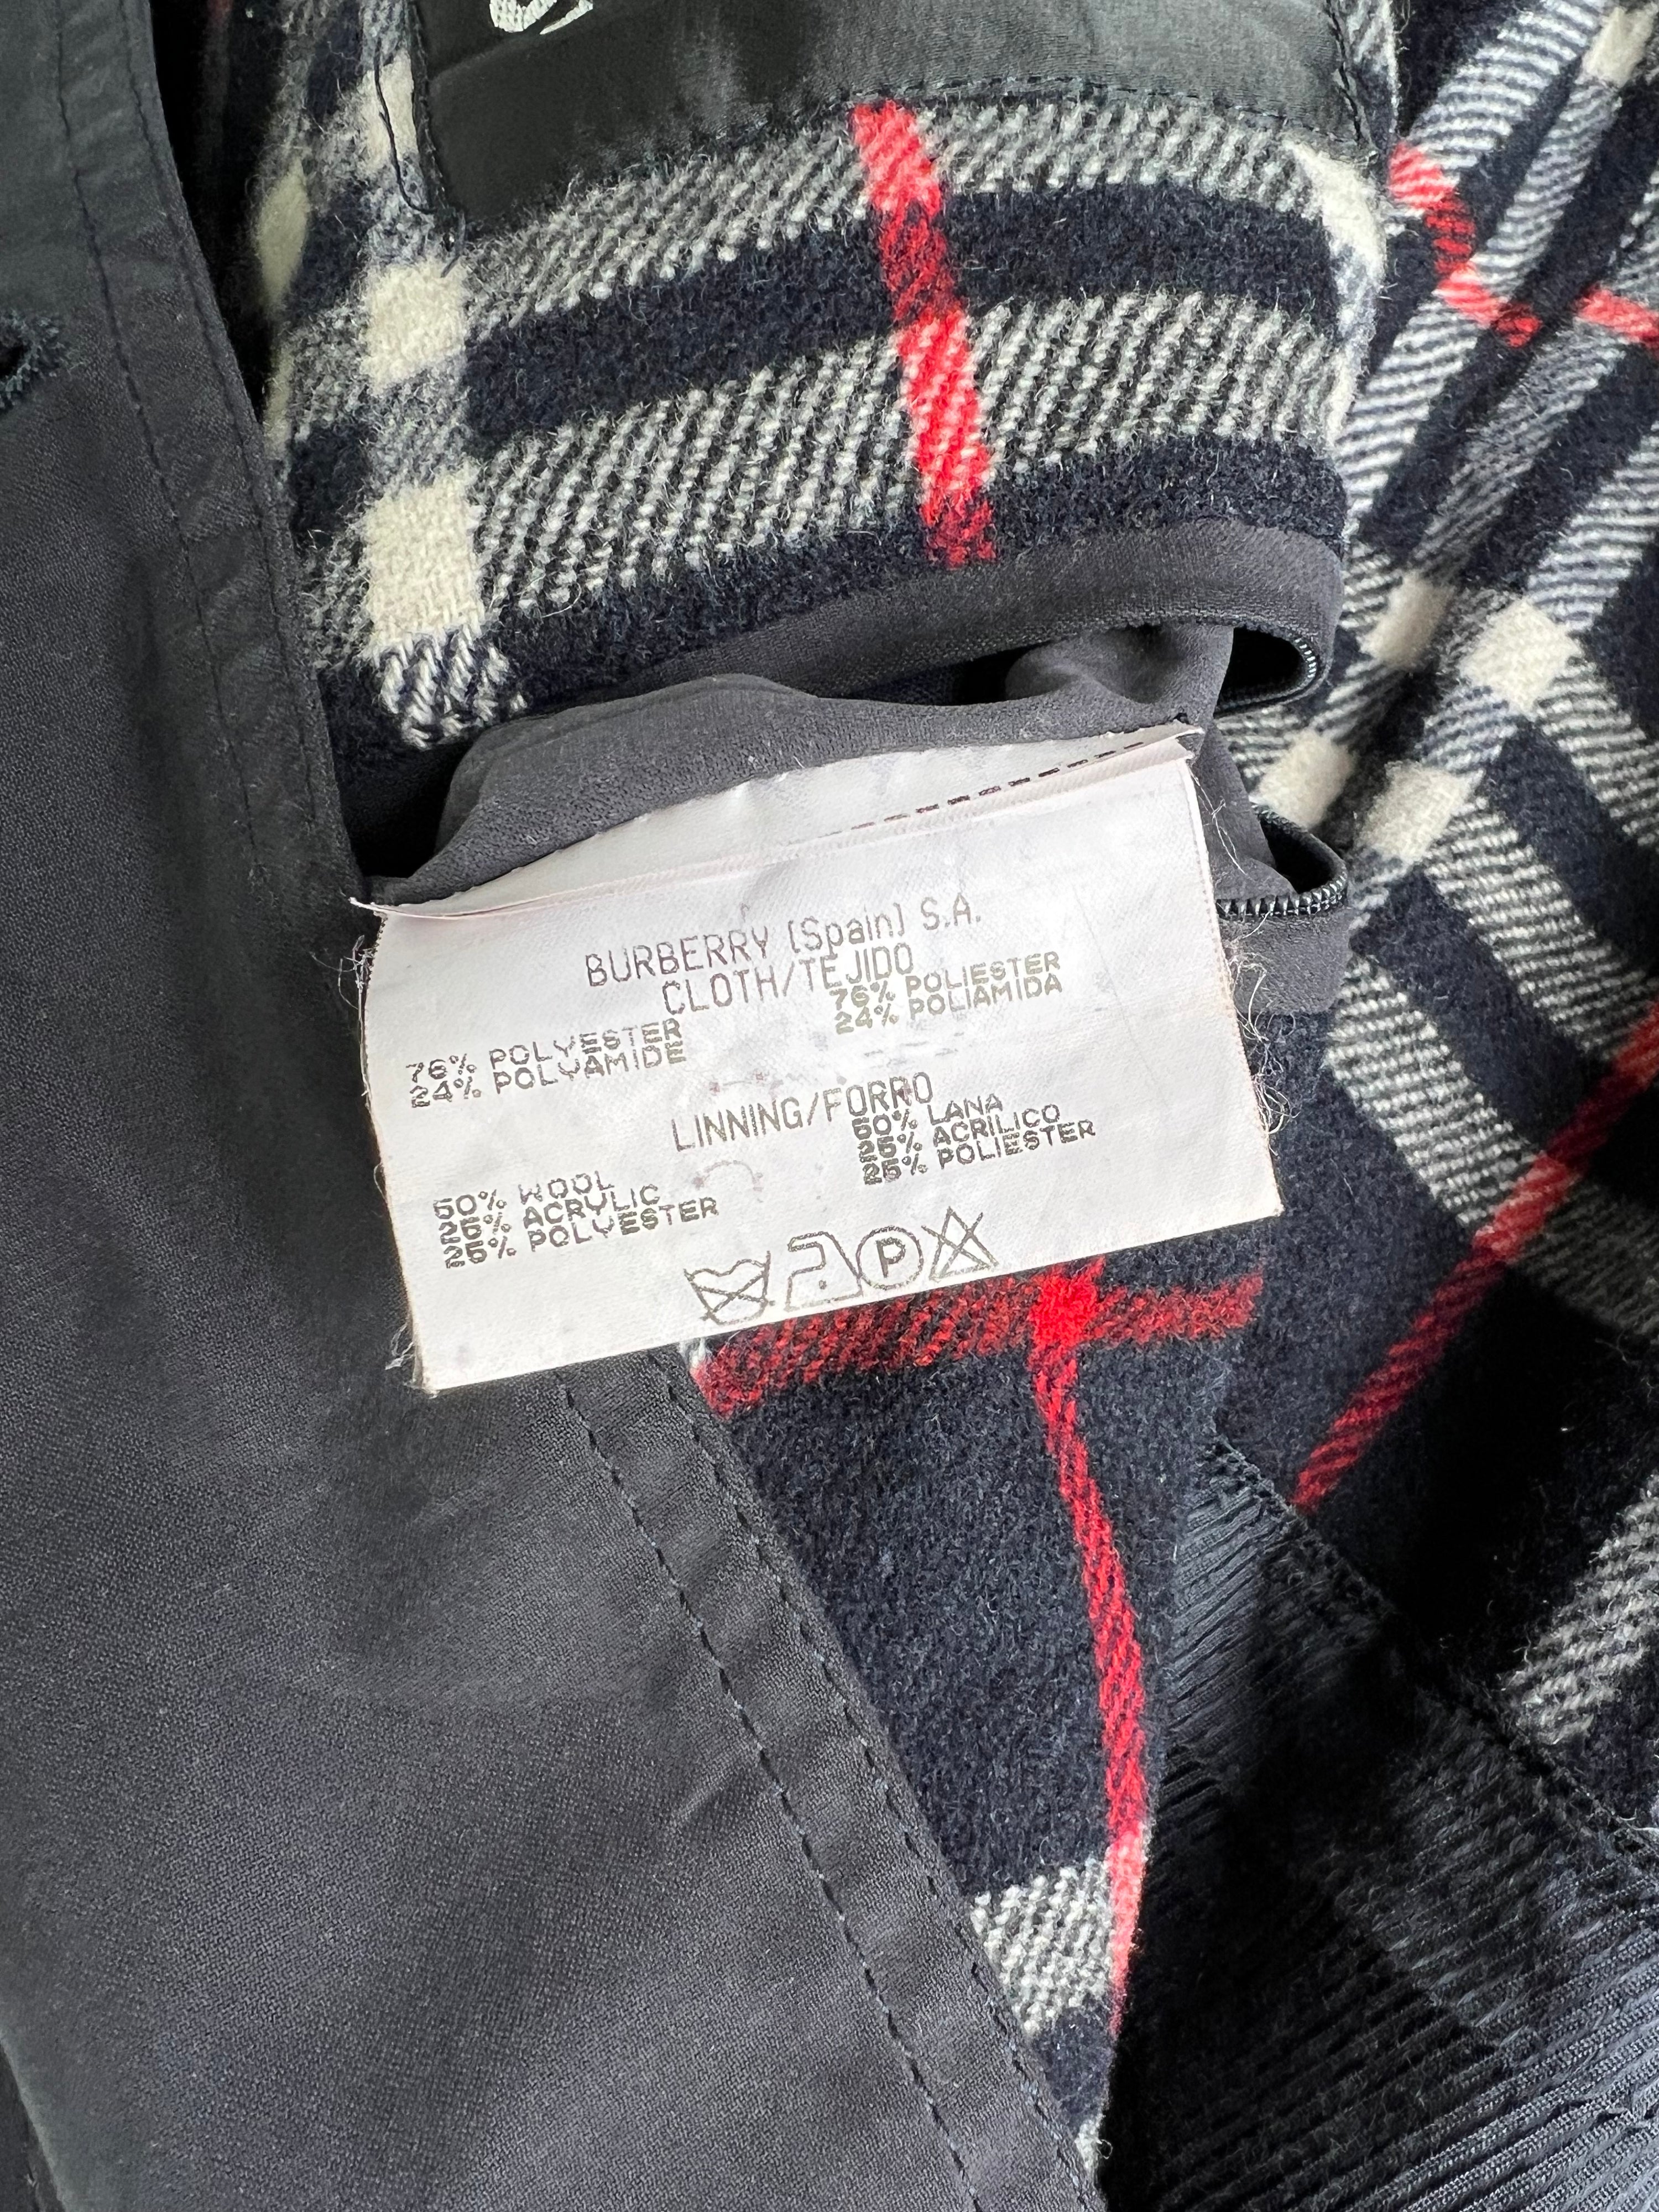 BURBERRY (Spain) S.A.
CLOTH/TEJIDO
76% POLYESTER
24% POLYAMIDE
76% POLIESTER
24% POLIAMIDA
LINNING/FORRO
50% WOOL
25% ACRYLIC
25% POLYESTER
50% LANA
25% ACRILICO
25% POLIESTER
P